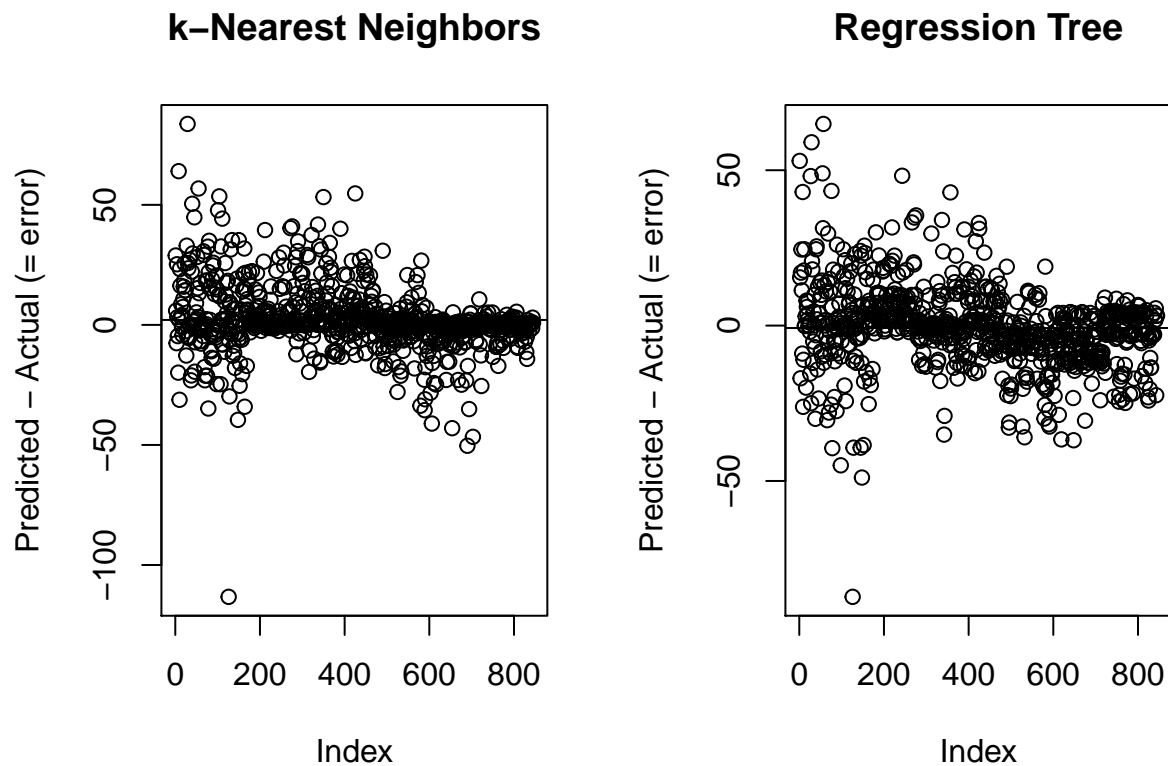 k−Nearest Neighbors
Predicted − Actual (= error)
50
0
−50
−100
0 200 400 600 800
Index
Regression Tree
Predicted − Actual (= error)
50
0
−50
0 200 400 600 800
Index